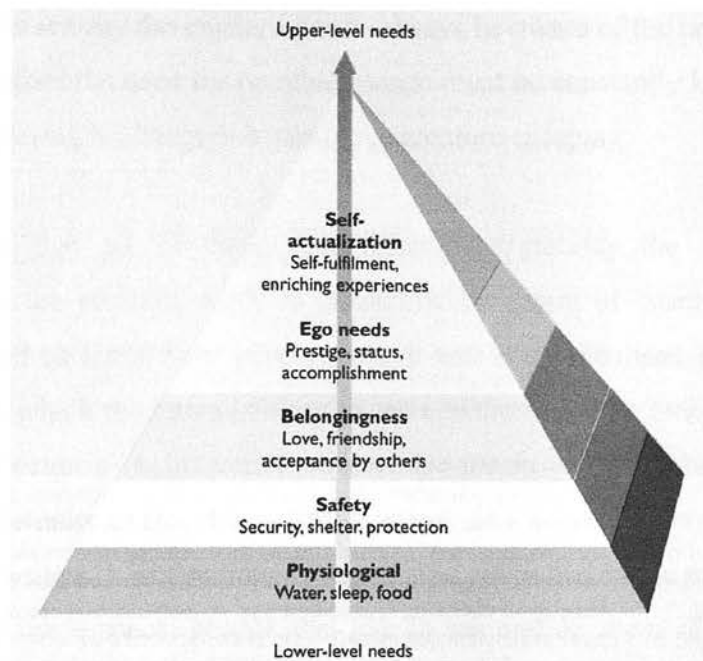 Upper-level needs
Self-
actualization
Self-fulfilment,
enriching experiences
Ego needs
Prestige, status,
accomplishment
Belongingness
Love, friendship,
acceptance by others
Safety
Security, shelter, protection
Physiological
Water, sleep, food
Lower-level needs